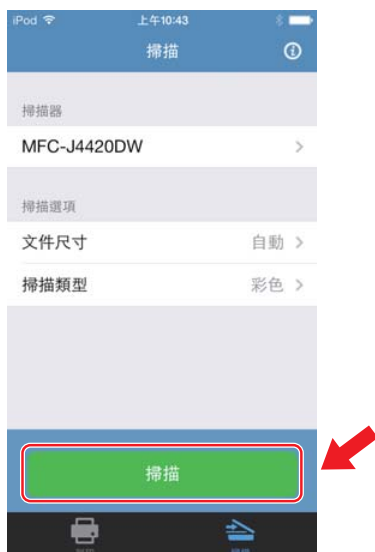 iPod 上午10:43
掃描
掃描器
MFC-J4420DW
掃描選項
文件尺寸 自動
掃描類型 彩色
掃描